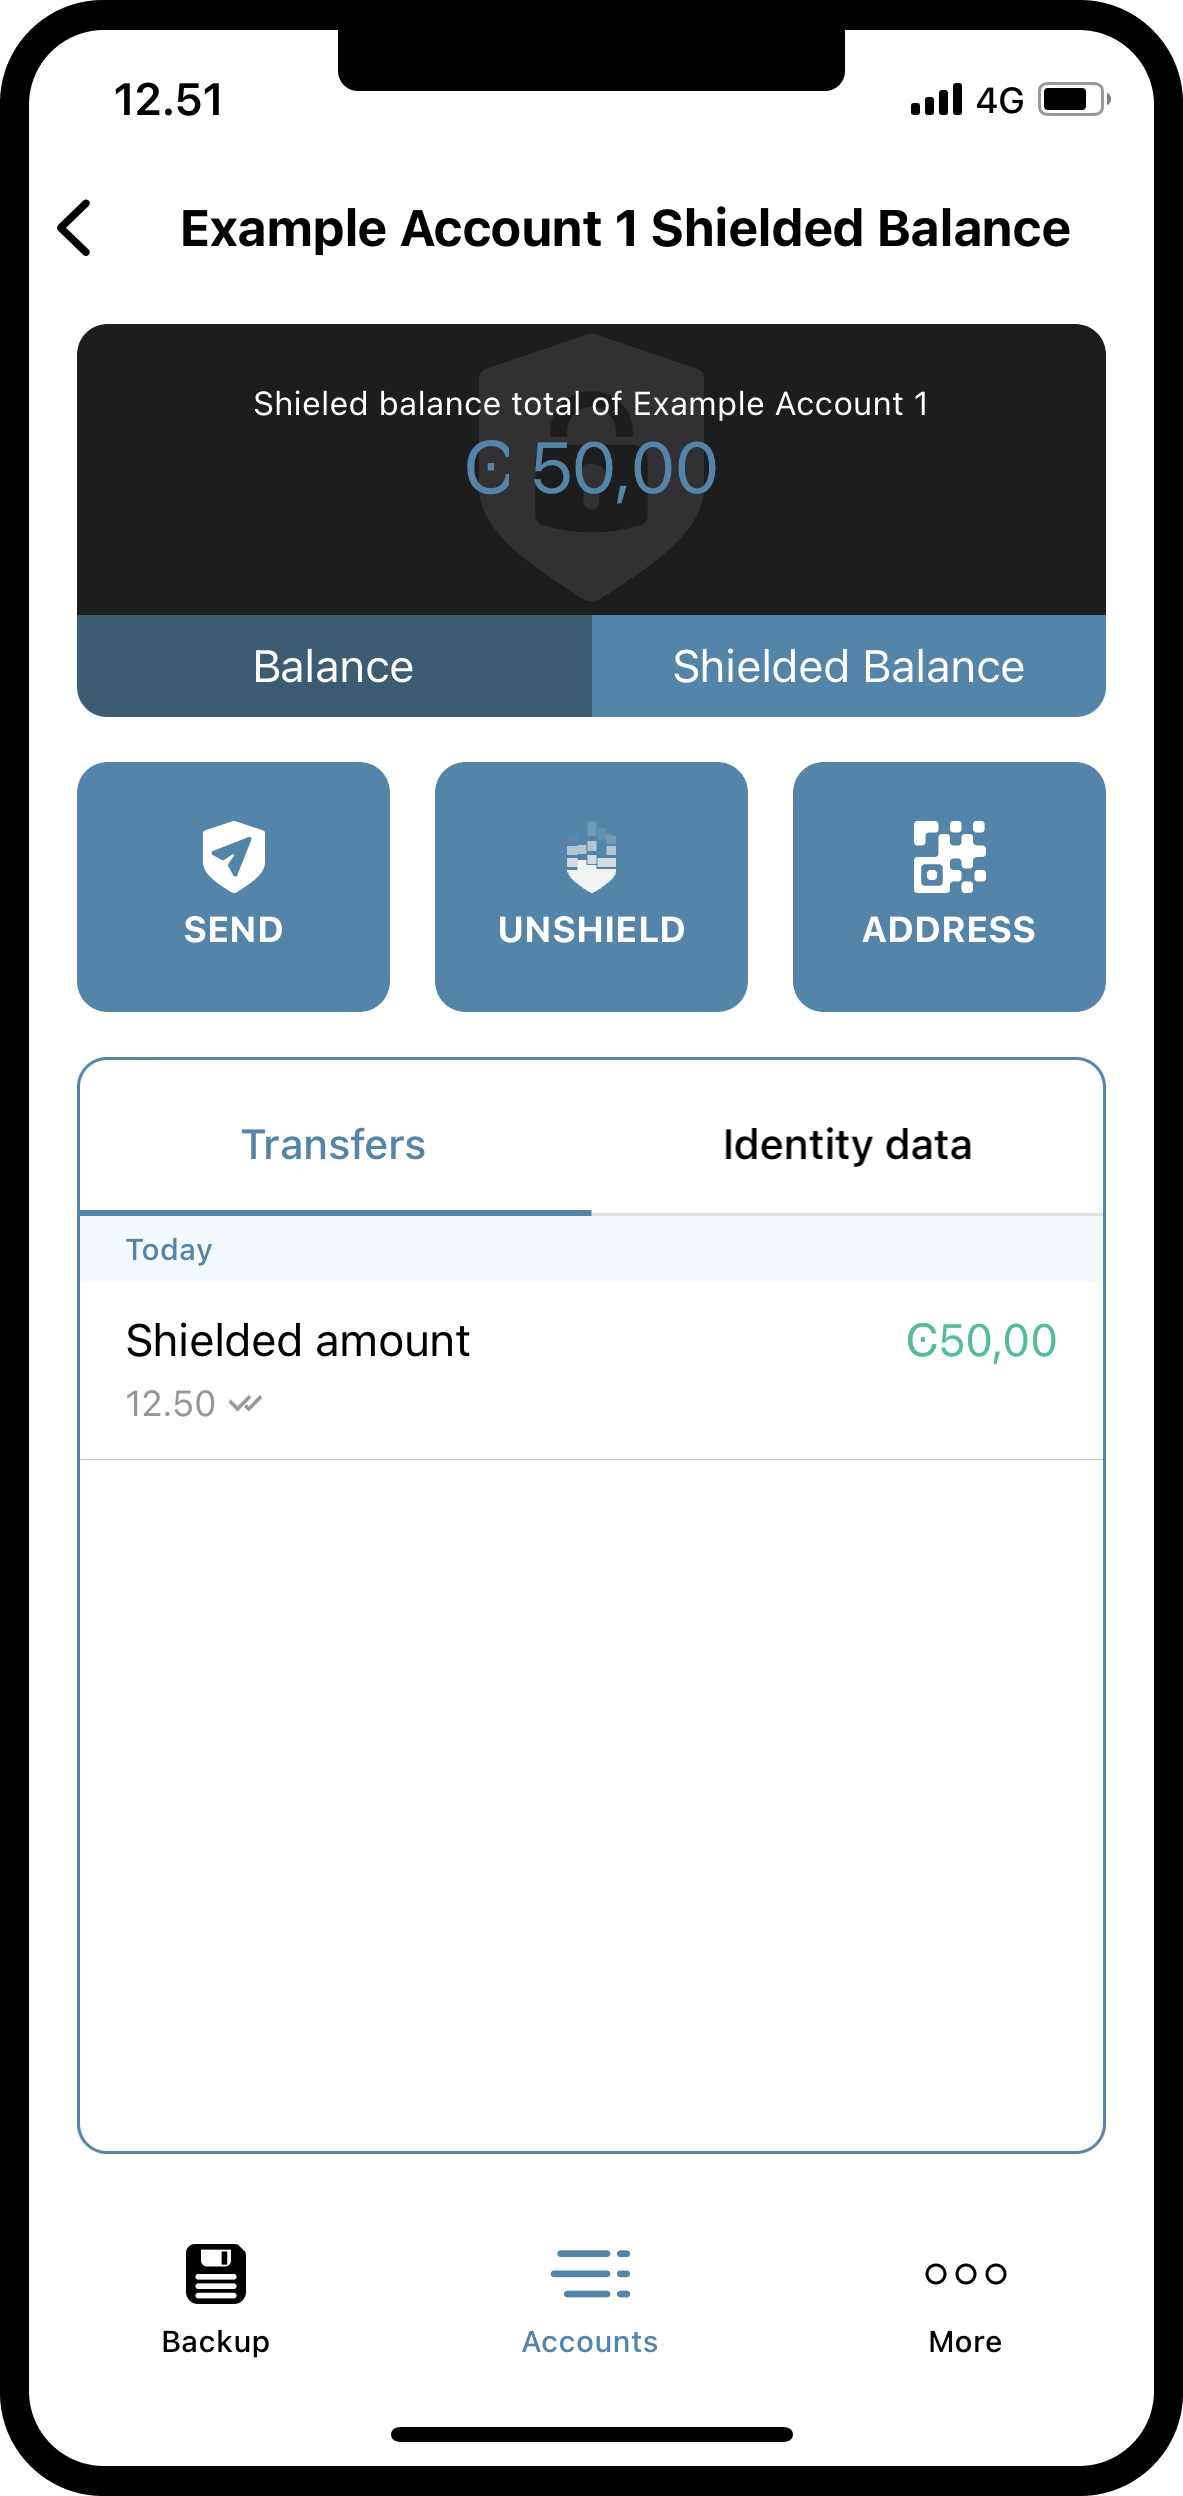 12.51 4G
Example Account 1 Shielded Balance
Shieled balance total of Example Account 1
Ͼ 50,00
Balance Shielded Balance
SEND UNSHIELD ADDRESS
Transfers Identity data
Today
Shielded amount Ͼ50,00
12.50
Backup Accounts More